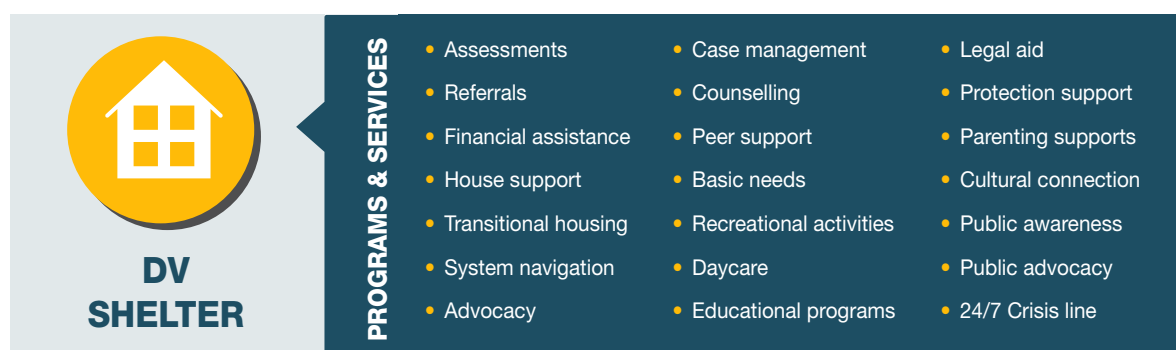 DV
SHELTER
PROGRAMS & SERVICES
• Assessments
• Referrals
• Financial assistance
• House support
• Transitional housing
• System navigation
• Advocacy
• Case management
• Counselling
• Peer support
• Basic needs
• Recreational activities
• Daycare
• Educational programs
• Legal aid
• Protection support
• Parenting supports
• Cultural connection
• Public awareness
• Public advocacy
• 24/7 Crisis line